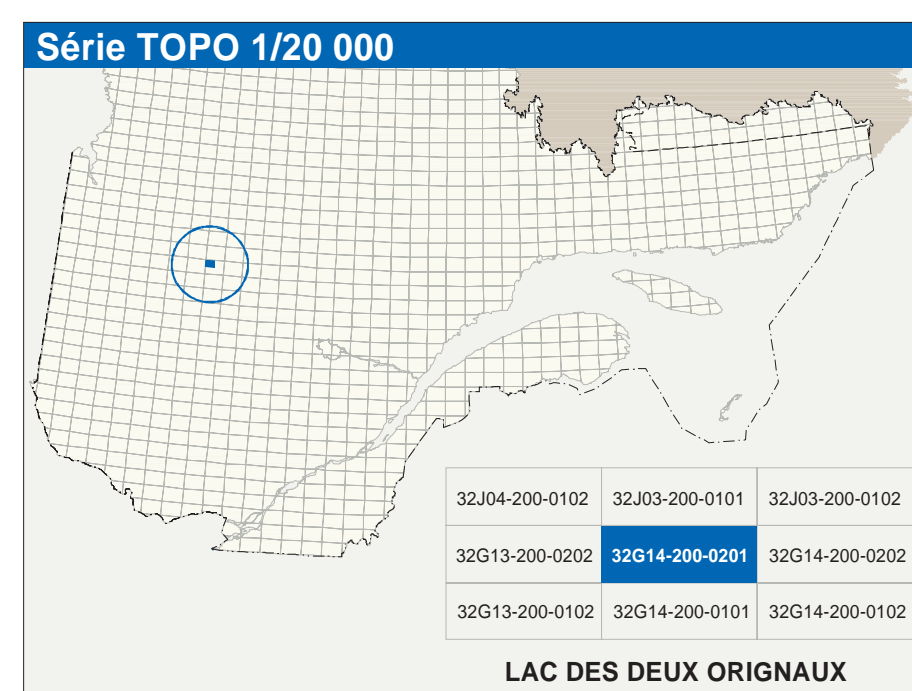 Série TOPO 1/20 000
32J04-200-0102 32J03-200-0101 32J03-200-0102
32G13-200-0202 32G14-200-0201 32G14-200-0202
32G13-200-0102 32G14-200-0101 32G14-200-0102
LAC DES DEUX ORIGNAUX